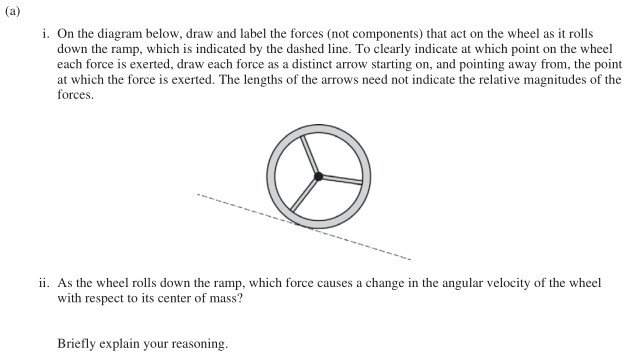 (a)
i. On the diagram below, draw and label the forces (not components) that act on the wheel as it rolls
down the ramp, which is indicated by the dashed line. To clearly indicate at which point on the wheel
each force is exerted, draw each force as a distinct arrow starting on, and pointing away from, the point
at which the force is exerted. The lengths of the arrows need not indicate the relative magnitudes of the
forces.
ii. As the wheel rolls down the ramp, which force causes a change in the angular velocity of the wheel
with respect to its center of mass?
Briefly explain your reasoning.